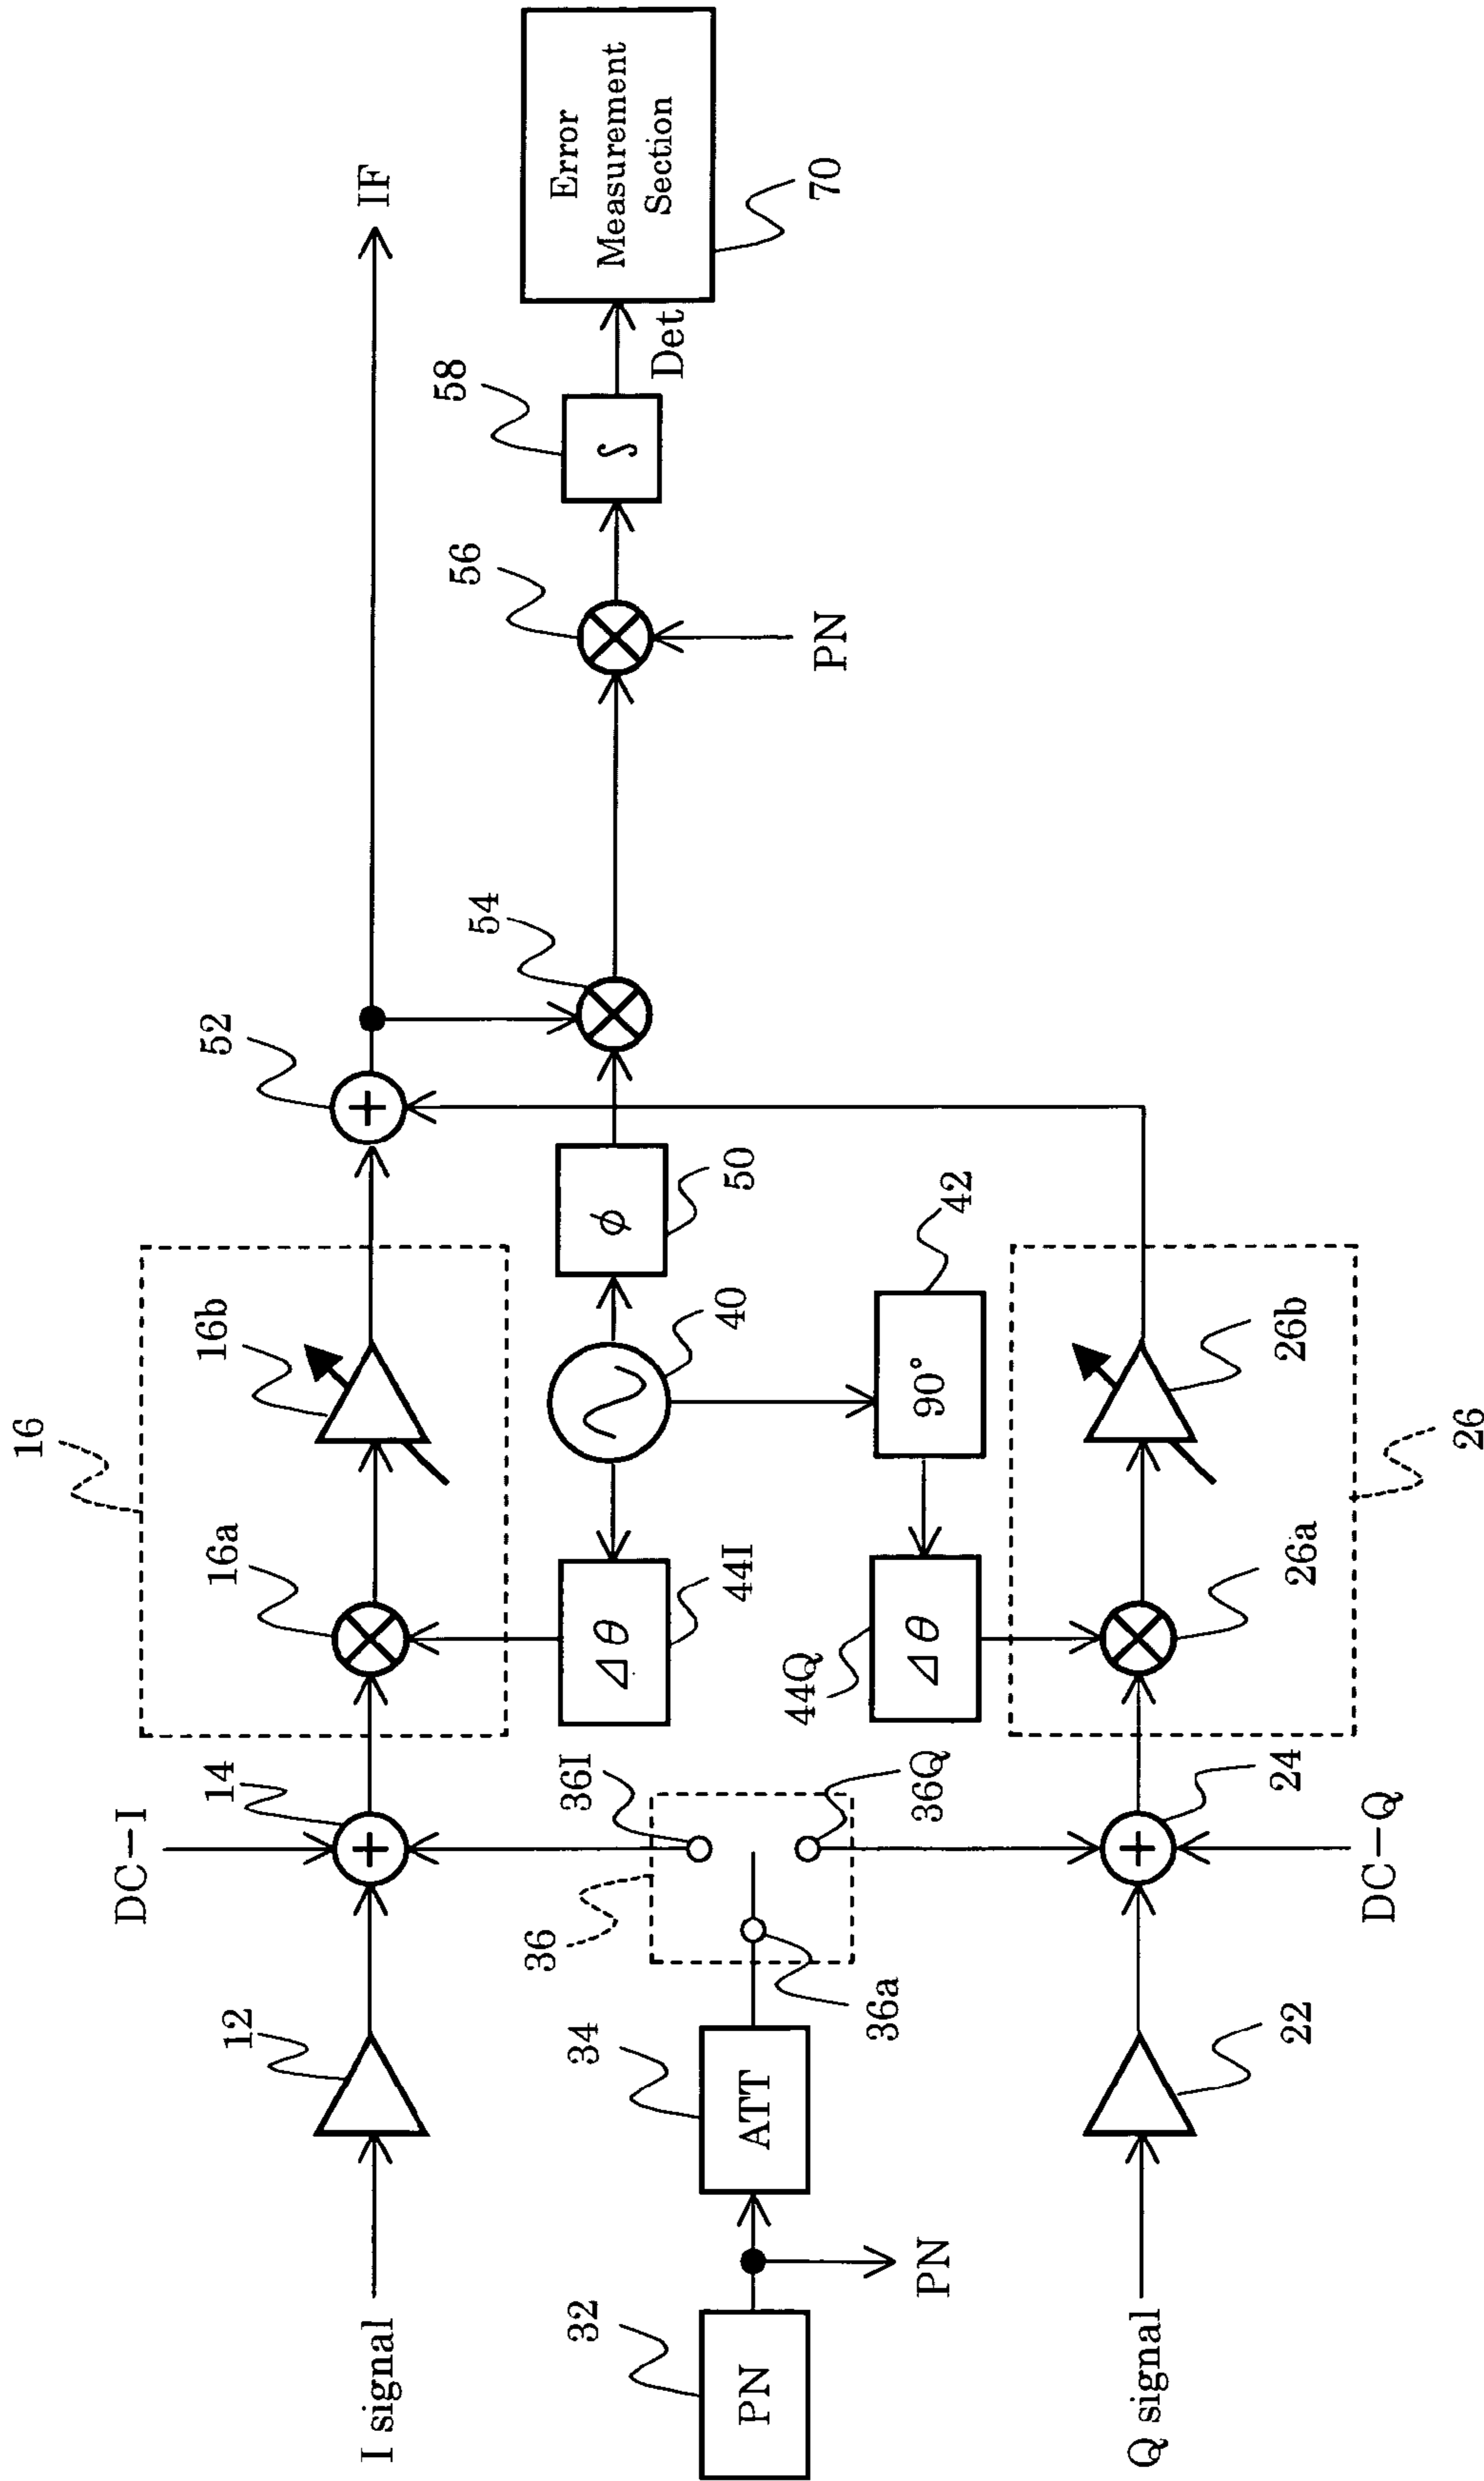 I signal
12
DC-I
14
16
16a
16b
52
IF
32
PN
PN
34
ATT
36
36a
36I
36Q
44I
Δθ
40
ϕ
50
54
56
PN
58
∫
Det
Error
Measurement
Section
70
44Q
Δθ
90°
42
Q signal
22
DC-Q
24
26
26a
26b